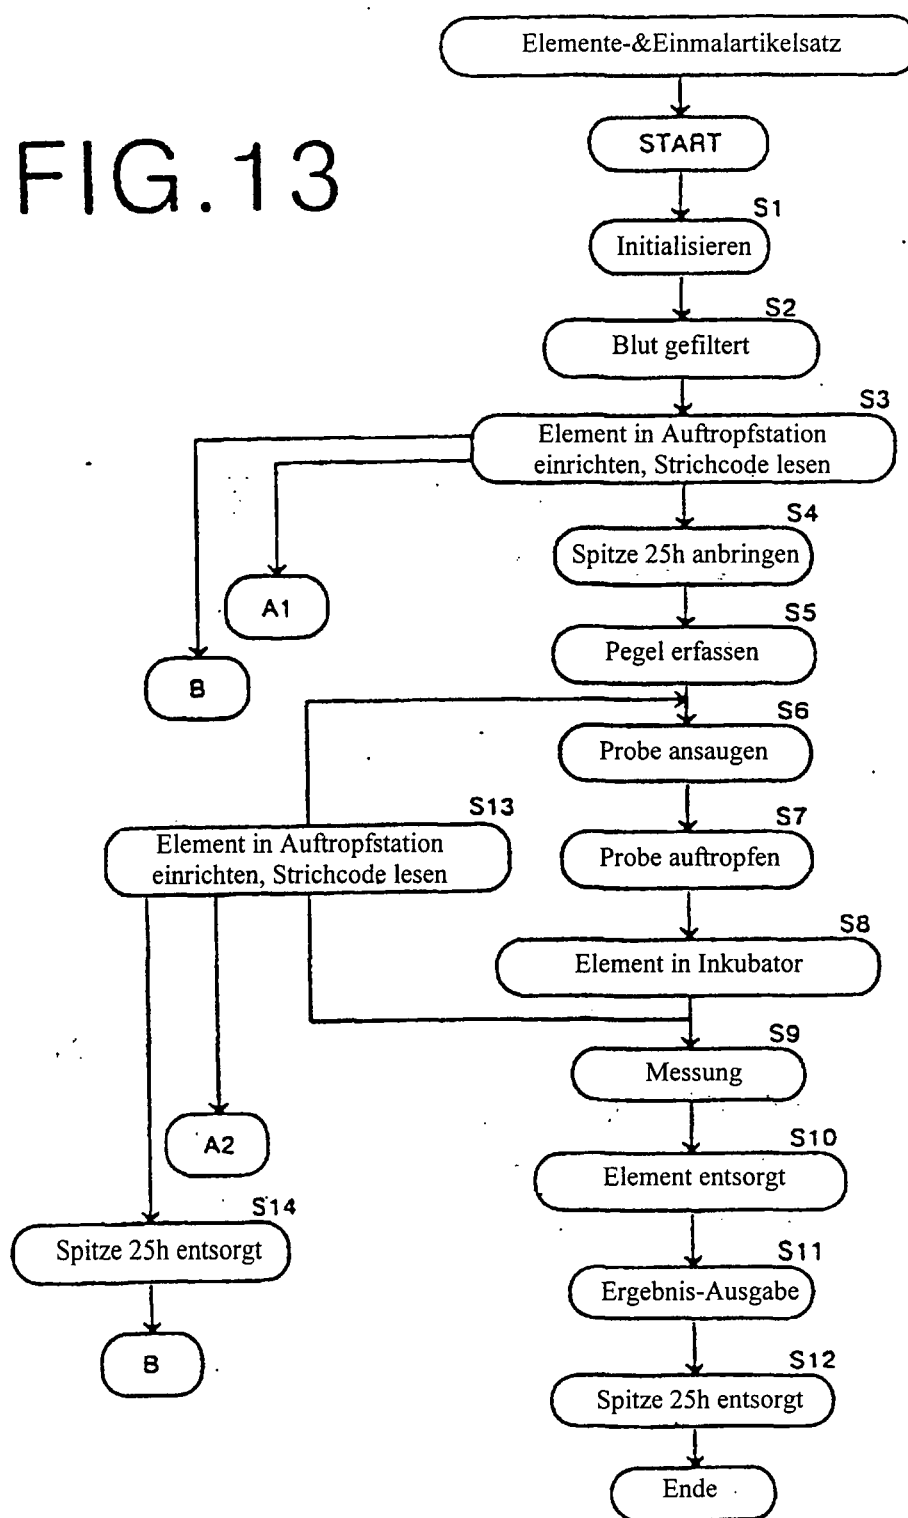 FIG.13
Elemente-&Einmalartikelsatz
START
S1
Initialisieren
S2
Blut gefiltert
S3
Element in Auftropfstation
einrichten, Strichcode lesen
S4
Spitze 25h anbringen
A1
S5
Pegel erfassen
B
S6
Probe ansaugen
S13
Element in Auftropfstation
einrichten, Strichcode lesen
S7
Probe auftropfen
S8
Element in Inkubator
S9
Messung
A2
S10
Element entsorgt
S14
Spitze 25h entsorgt
S11
Ergebnis-Ausgabe
B
S12
Spitze 25h entsorgt
Ende